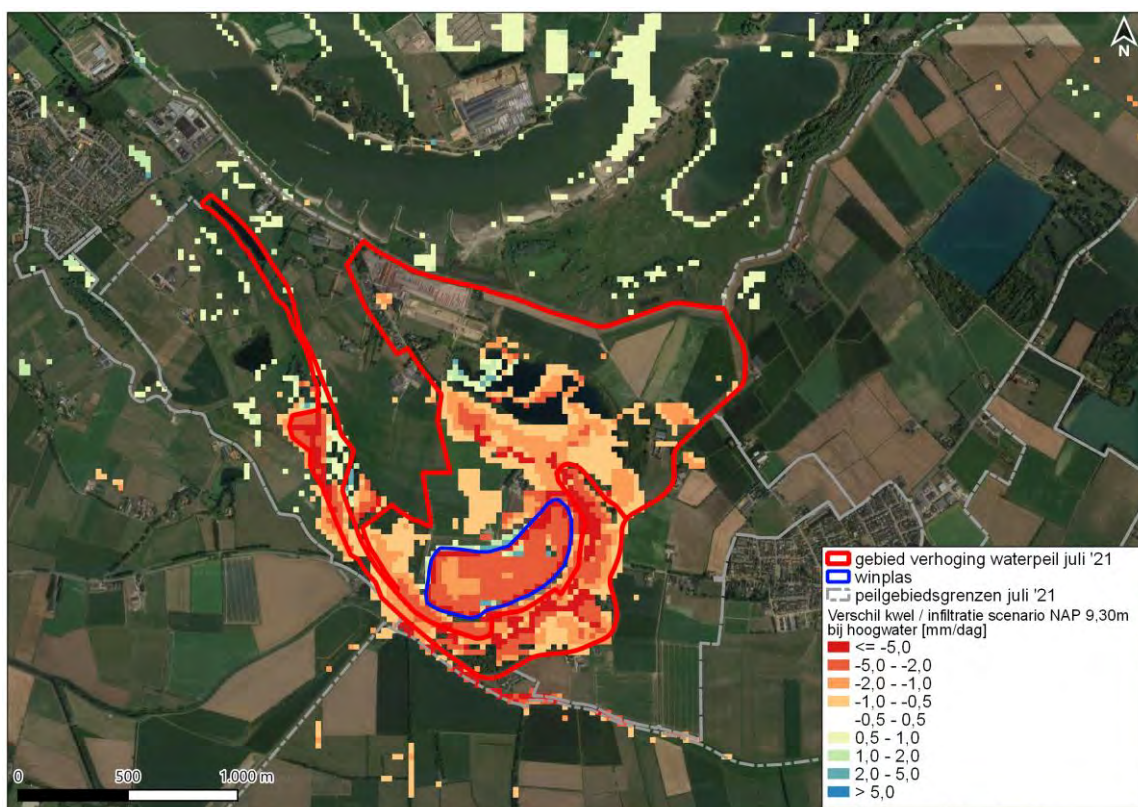 N
gebied verhoging waterpeil juli '21
winplas
peilgebiedsgrenzen juli '21
Verschil kwel / infiltratie scenario NAP 9,30m
bij hoogwater [mm/dag]
<= -5,0
-5,0 - -2,0
-2,0 - -1,0
-1,0 - -0,5
-0,5 - 0,5
0,5 - 1,0
1,0 - 2,0
2,0 - 5,0
> 5,0
0 500 1.000 m